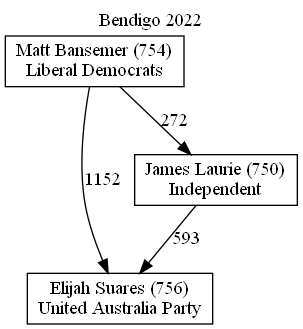 Bendigo 2022
Matt Bansemer (754)
Liberal Democrats
272
James Laurie (750)
Independent
1152
593
Elijah Suares (756)
United Australia Party